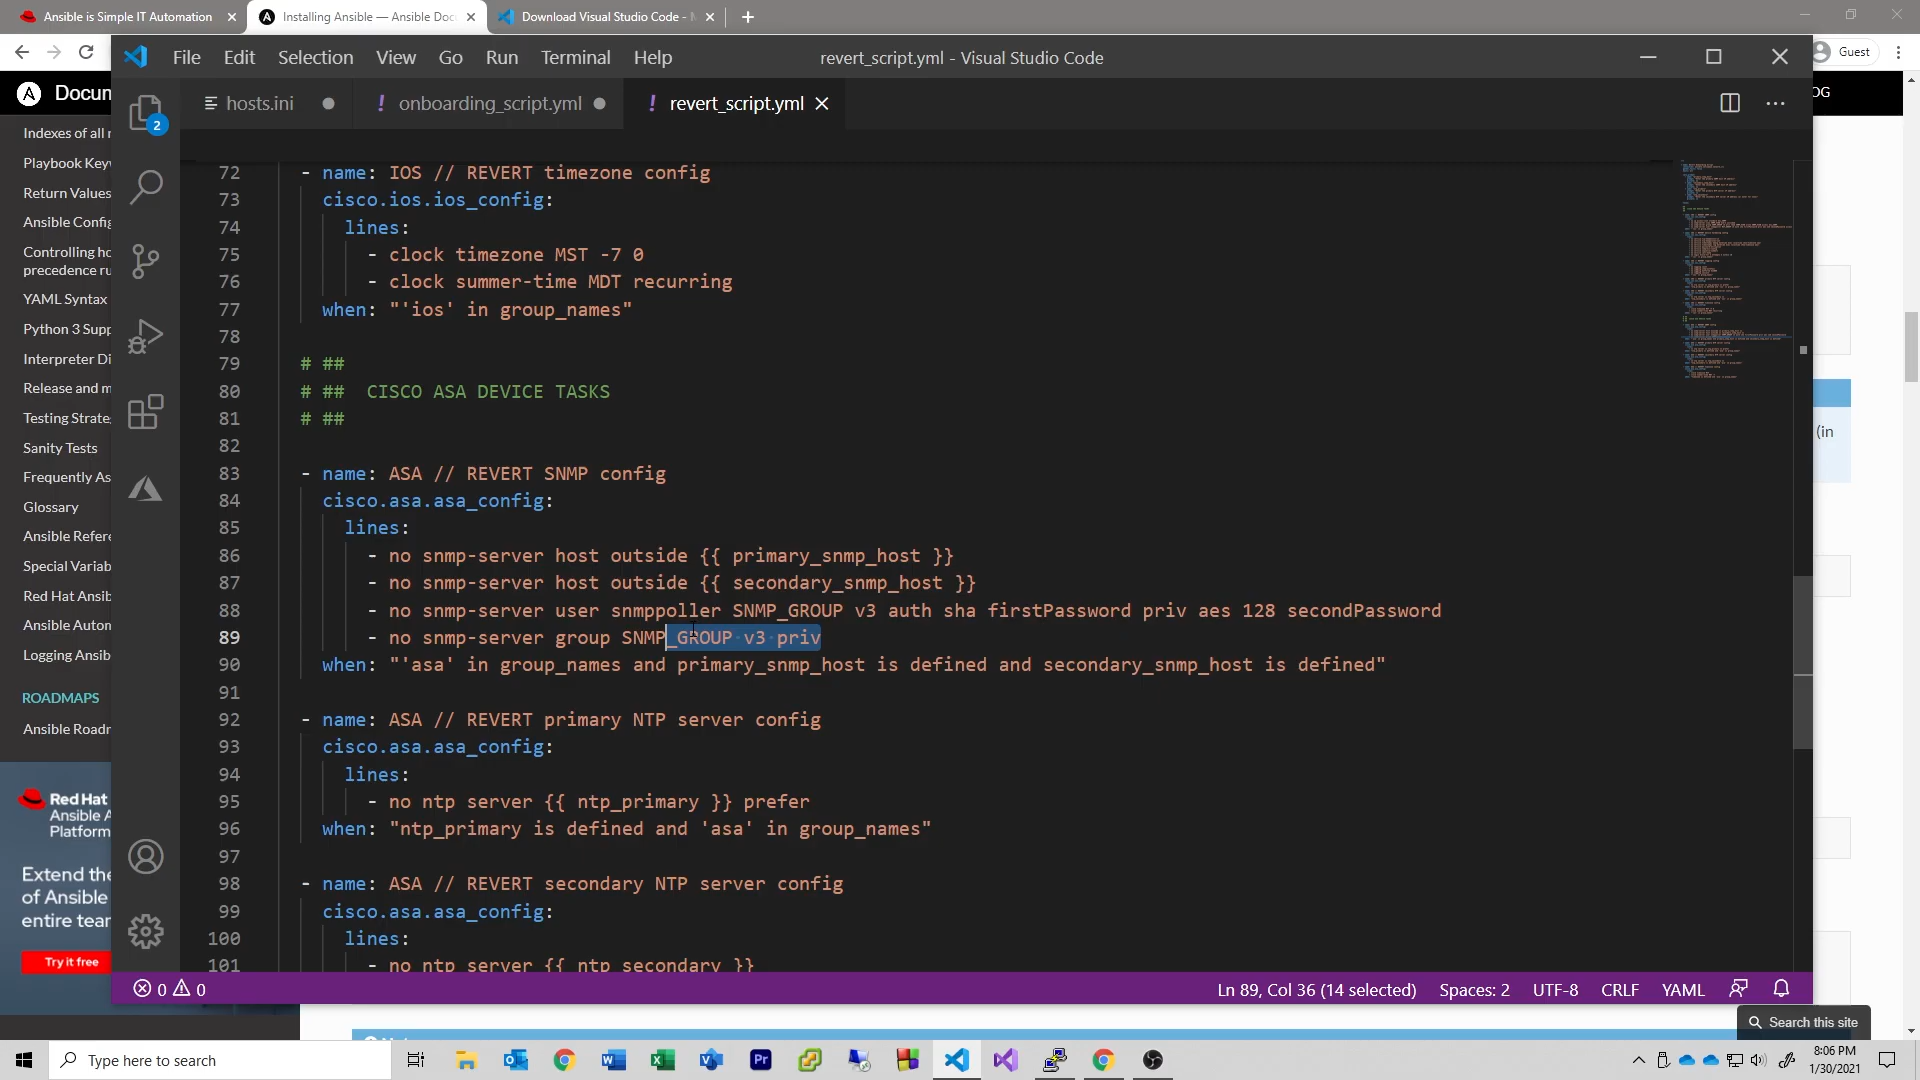 Ansible is Simple IT Automation
Installing Ansible — Ansible Docu
Download Visual Studio Code -
Guest
File Edit Selection View Go Run Terminal Help
revert_script.yml - Visual Studio Code
Docum
OG
hosts.ini
! onboarding_script.yml
! revert_script.yml
2
Indexes of all
Playbook Key
Return Values
Ansible Config
Controlling ho
precedence ru
YAML Syntax
Python 3 Supp
Interpreter Di
Release and m
Testing Strate
Sanity Tests
Frequently As
Glossary
Ansible Refere
Special Variab
Red Hat Ansib
Ansible Autom
Logging Ansib
ROADMAPS
Ansible Roadm
Red Hat
Ansible A
Platform
Extend the
of Ansible
entire team
Try it free
72 - name: IOS // REVERT timezone config
73 cisco.ios.ios_config:
74 lines:
75 - clock timezone MST -7 0
76 - clock summer-time MDT recurring
77 when: "'ios' in group_names"
78
79 # ##
80 # ## CISCO ASA DEVICE TASKS
81 # ##
82
83 - name: ASA // REVERT SNMP config
84 cisco.asa.asa_config:
85 lines:
86 - no snmp-server host outside {{ primary_snmp_host }}
87 - no snmp-server host outside {{ secondary_snmp_host }}
88 - no snmp-server user snmppoller SNMP_GROUP v3 auth sha firstPassword priv aes 128 secondPassword
89 - no snmp-server group SNMP_GROUP v3 priv
90 when: "'asa' in group_names and primary_snmp_host is defined and secondary_snmp_host is defined"
91
92 - name: ASA // REVERT primary NTP server config
93 cisco.asa.asa_config:
94 lines:
95 - no ntp server {{ ntp_primary }} prefer
96 when: "ntp_primary is defined and 'asa' in group_names"
97
98 - name: ASA // REVERT secondary NTP server config
99 cisco.asa.asa_config:
100 lines:
101 - no ntp server {{ ntp_secondary }}
(in
0 0
Ln 89, Col 36 (14 selected) Spaces: 2 UTF-8 CRLF YAML
Search this site
Type here to search
8:06 PM
1/30/2021